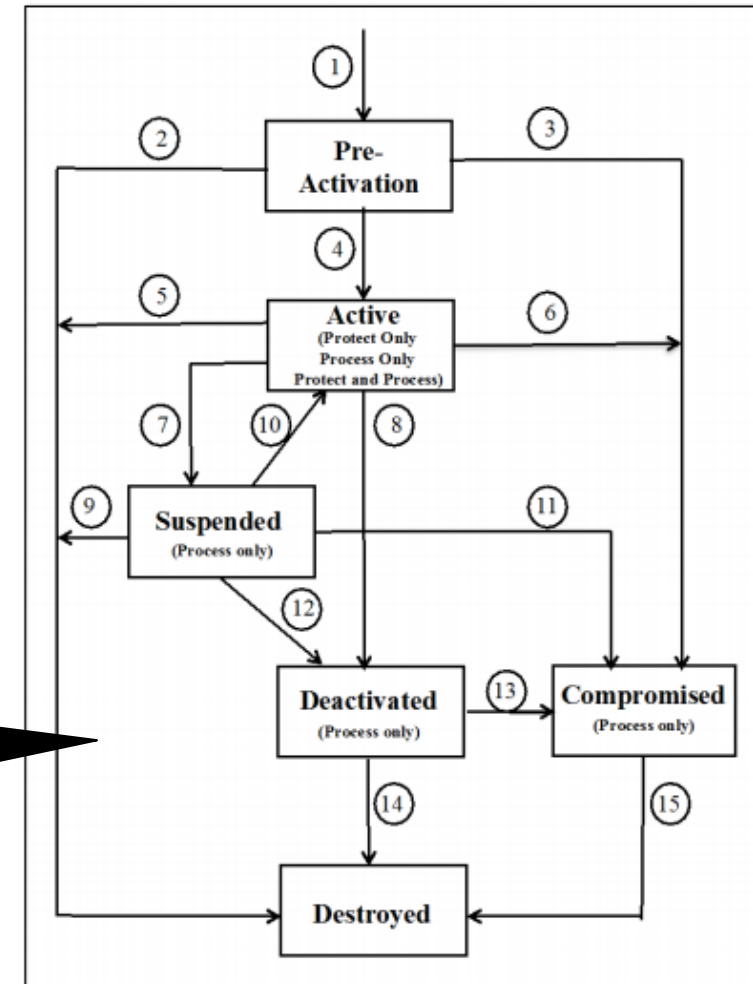 1
2
3
Pre-
Activation
4
5
6
Active
(Protect Only
Process Only
Protect and Process)
7
10
8
9
Suspended
(Process only)
11
12
Deactivated
(Process only)
13
Compromised
(Process only)
14
15
Destroyed